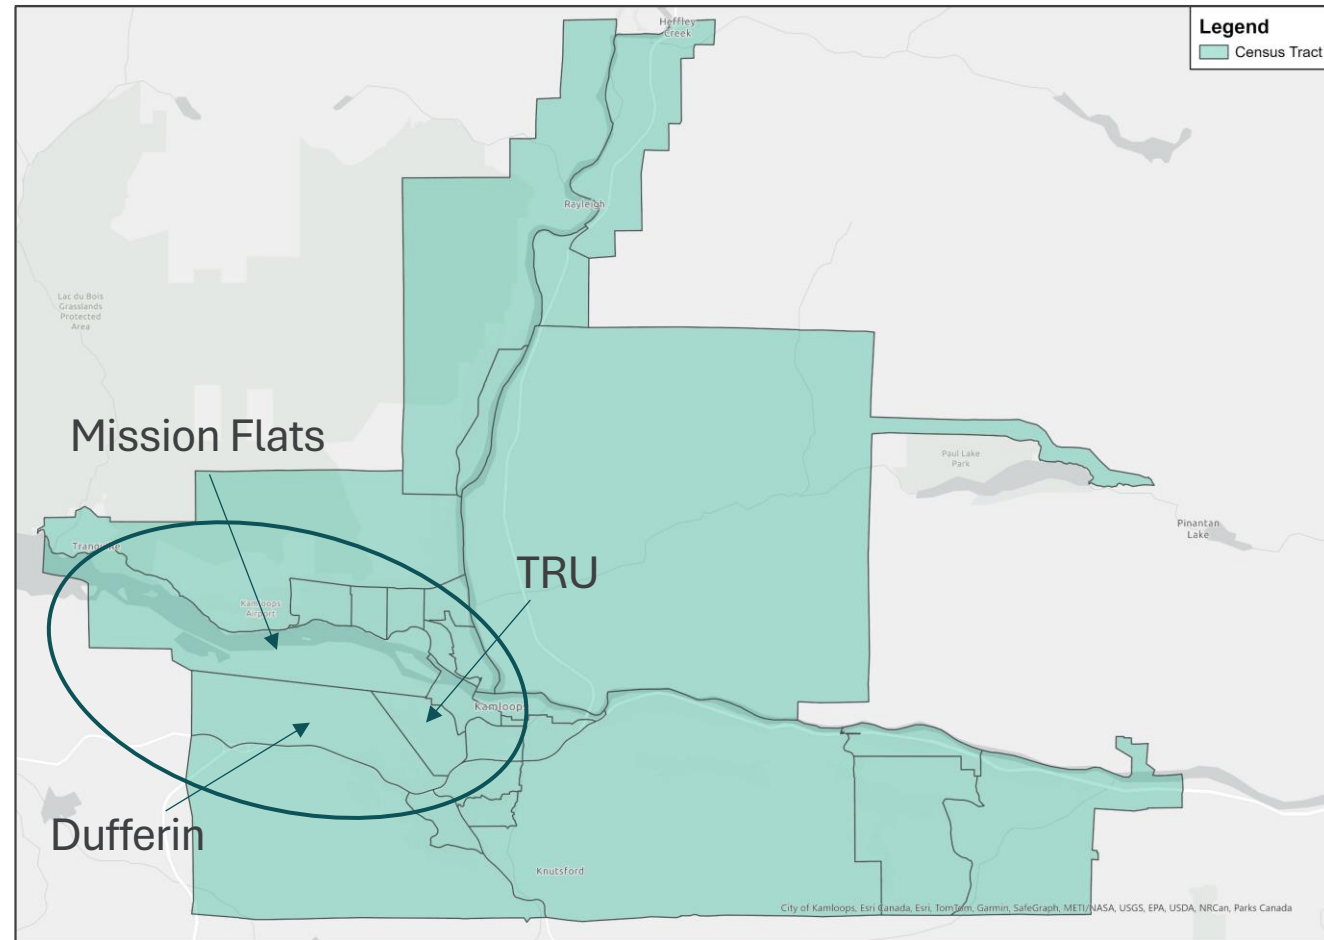 Heffley
Creek
Legend
Census Tract
Rayleigh
Lac du Bois
Grasslands
Protected
Area
Mission Flats
Paul Lake
Park
Pinantan
Lake
Tranquille
TRU
Kamloops
Airport
Kamloops
Dufferin
Knutsford
City of Kamloops, Esri Canada, Esri, TomTom, Garmin, SafeGraph, METI/NASA, USGS, EPA, USDA, NRCan, Parks Canada